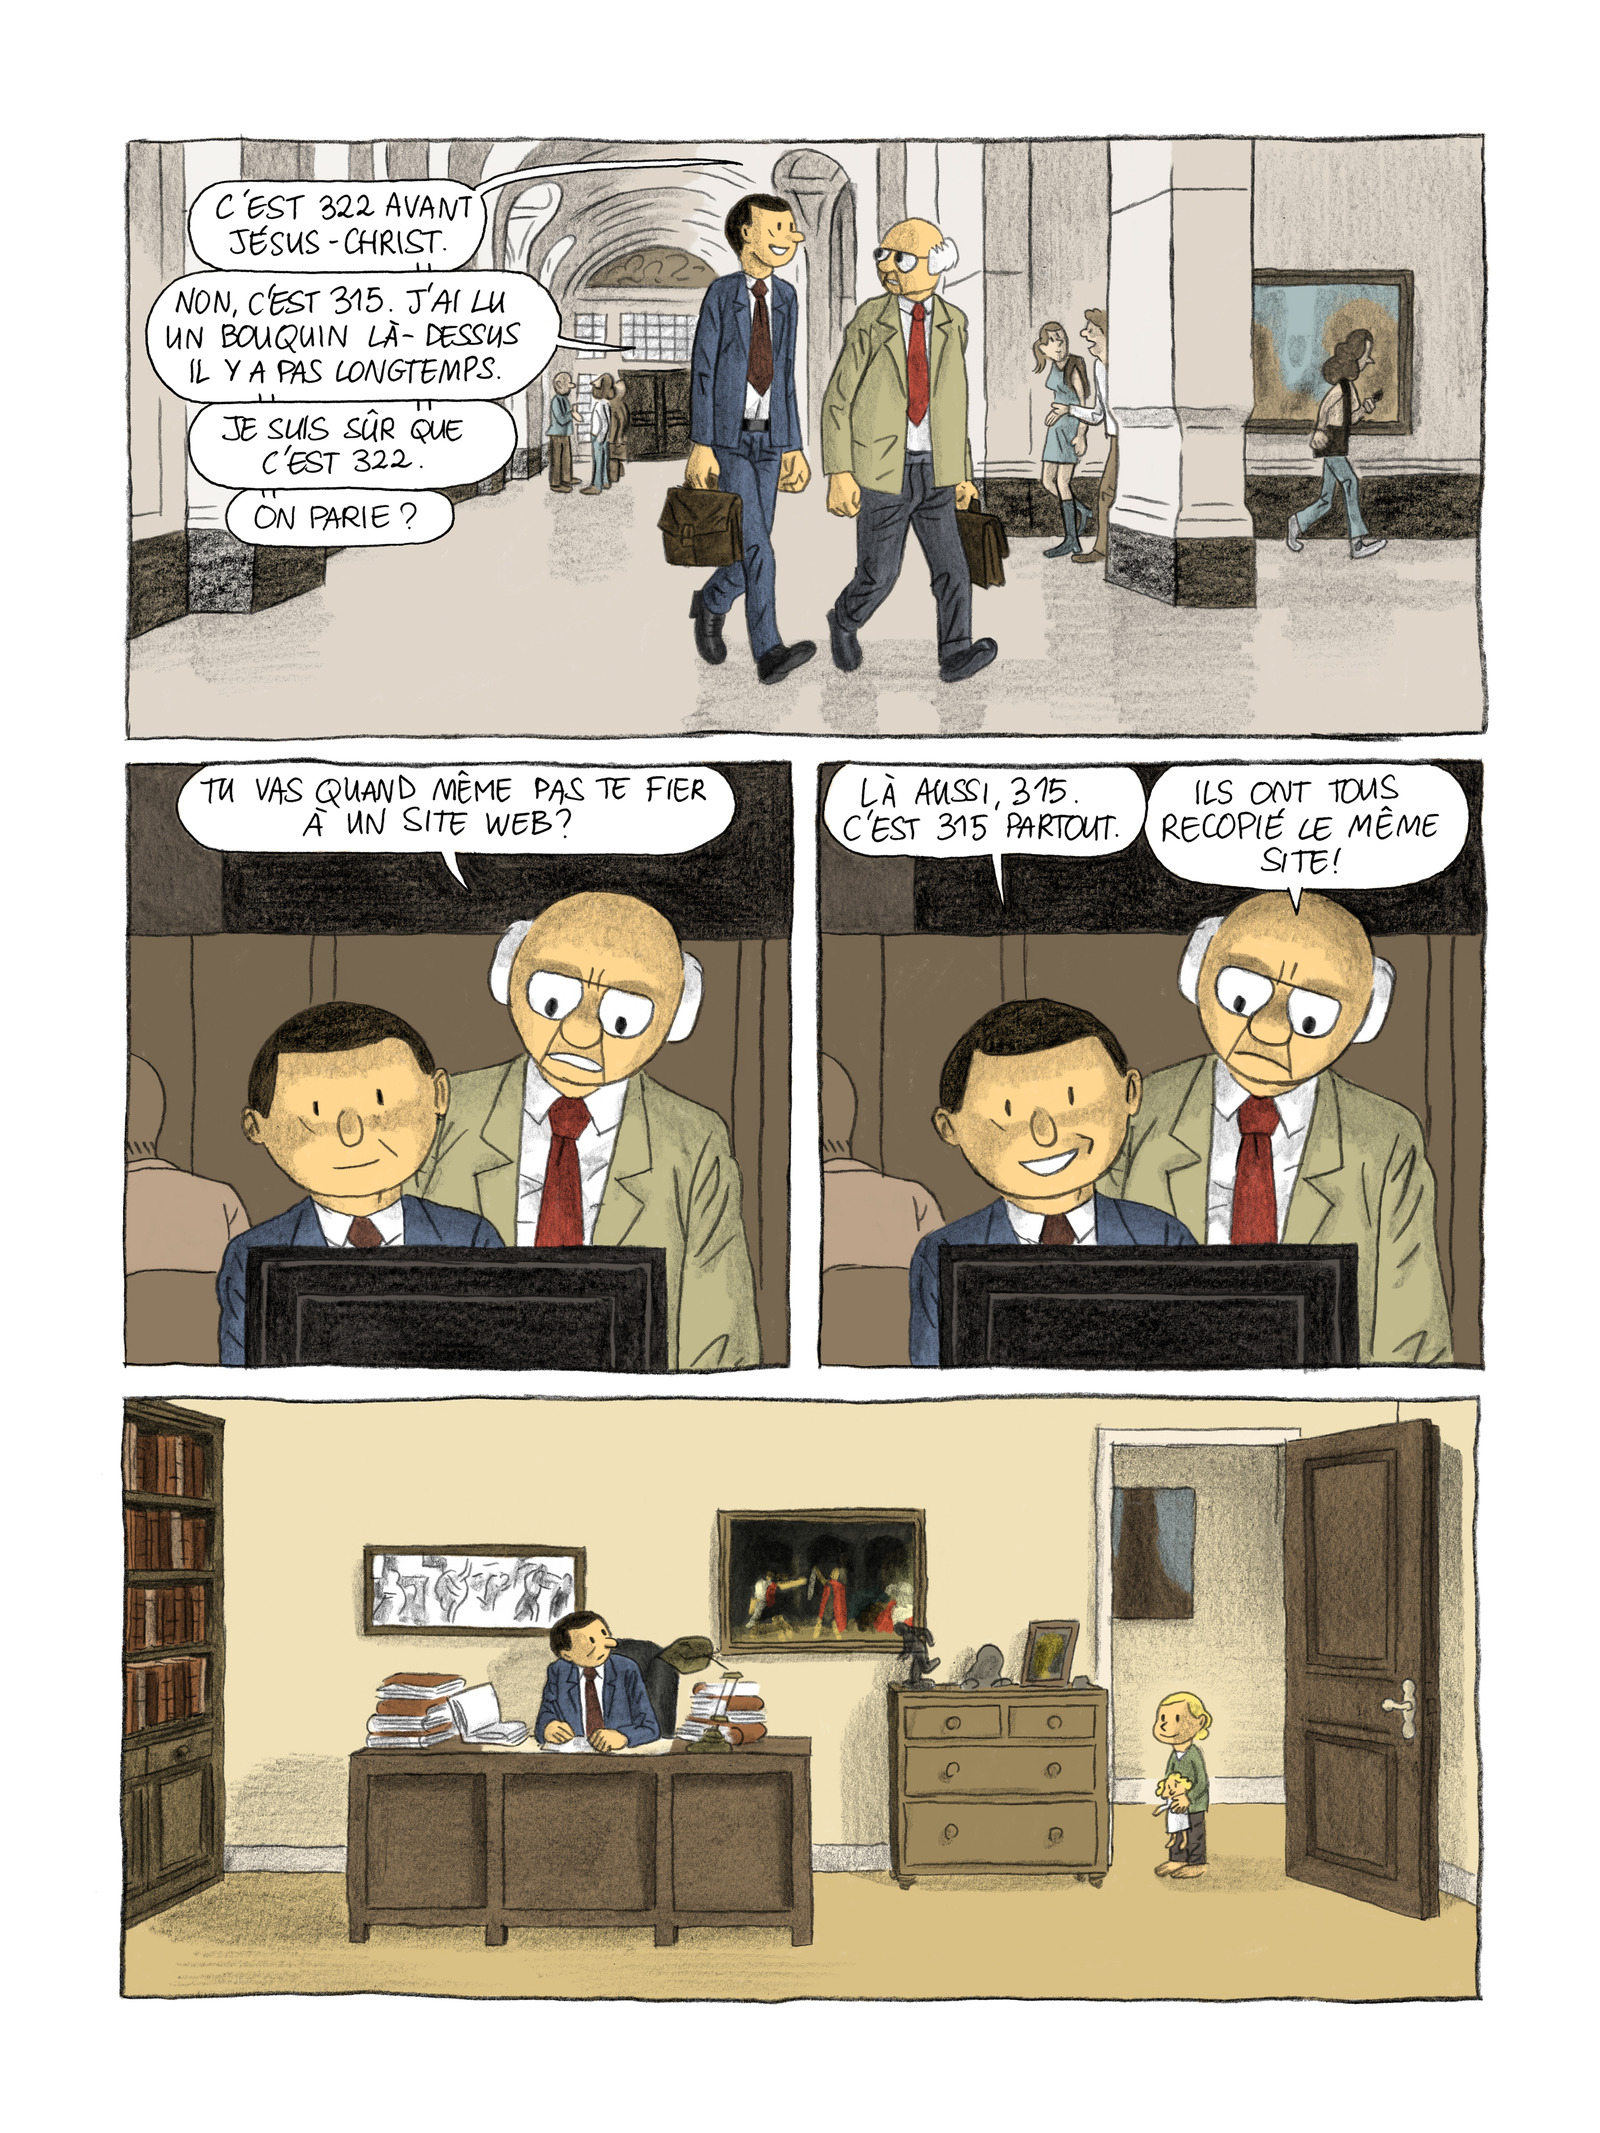 C'EST 322 AVANT
JÉSUS-CHRIST.
NON, C'EST 315. J'AI LU
UN BOUQUIN LÀ-DESSUS
IL Y A PAS LONGTEMPS.
JE SUIS SÛR QUE
C'EST 322.
ON PARIE ?
TU VAS QUAND MÊME PAS TE FIER
À UN SITE WEB ?
LÀ AUSSI, 315.
C'EST 315 PARTOUT.
ILS ONT TOUS
RECOPIÉ LE MÊME
SITE !